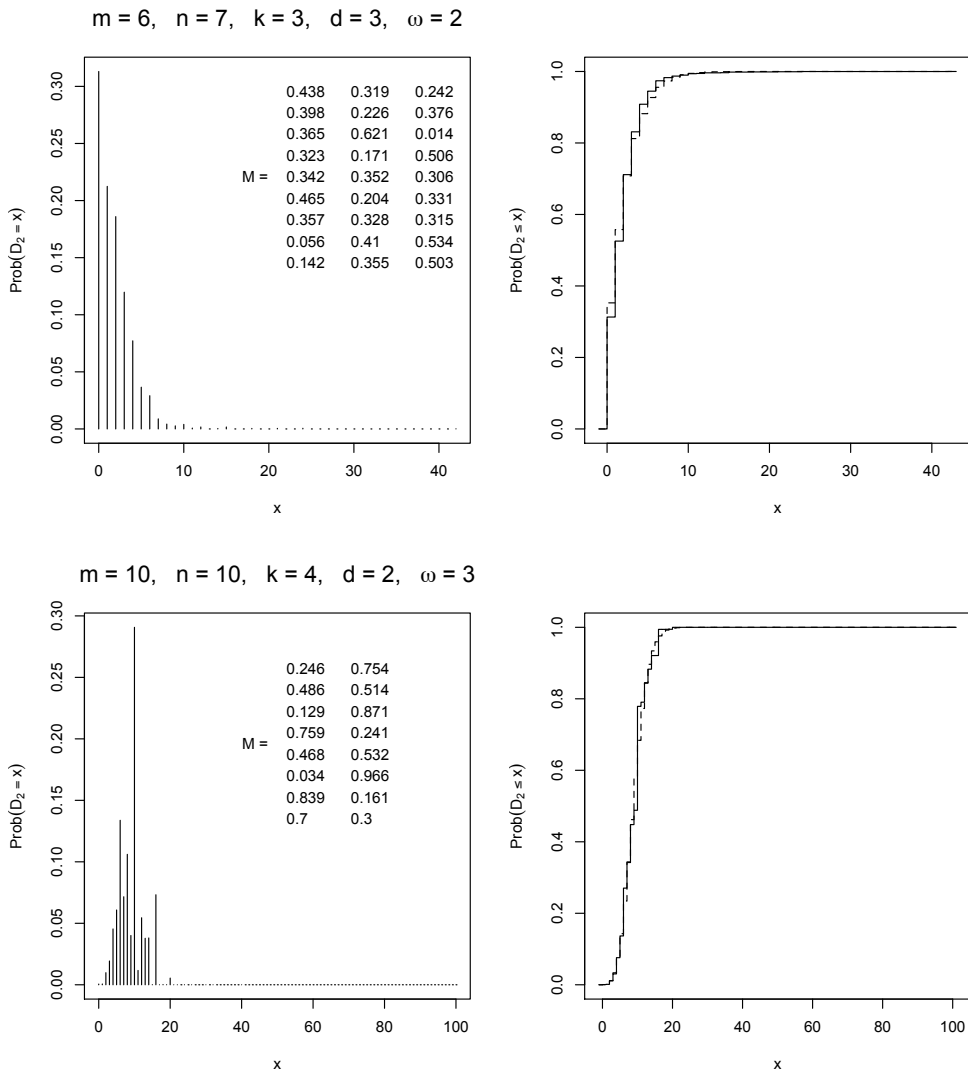 m = 6, n = 7, k = 3, d = 3, ω = 2
Prob(D₂ = x)
0.30
0.25
0.20
0.15
0.10
0.05
0.00
M =
0.438 0.319 0.242
0.398 0.226 0.376
0.365 0.621 0.014
0.323 0.171 0.506
0.342 0.352 0.306
0.465 0.204 0.331
0.357 0.328 0.315
0.056 0.41 0.534
0.142 0.355 0.503
0 10 20 30 40
x
Prob(D₂ ≤ x)
1.0
0.8
0.6
0.4
0.2
0.0
0 10 20 30 40
x
m = 10, n = 10, k = 4, d = 2, ω = 3
Prob(D₂ = x)
0.30
0.25
0.20
0.15
0.10
0.05
0.00
M =
0.246 0.754
0.486 0.514
0.129 0.871
0.759 0.241
0.468 0.532
0.034 0.966
0.839 0.161
0.7 0.3
0 20 40 60 80 100
x
Prob(D₂ ≤ x)
1.0
0.8
0.6
0.4
0.2
0.0
0 20 40 60 80 100
x